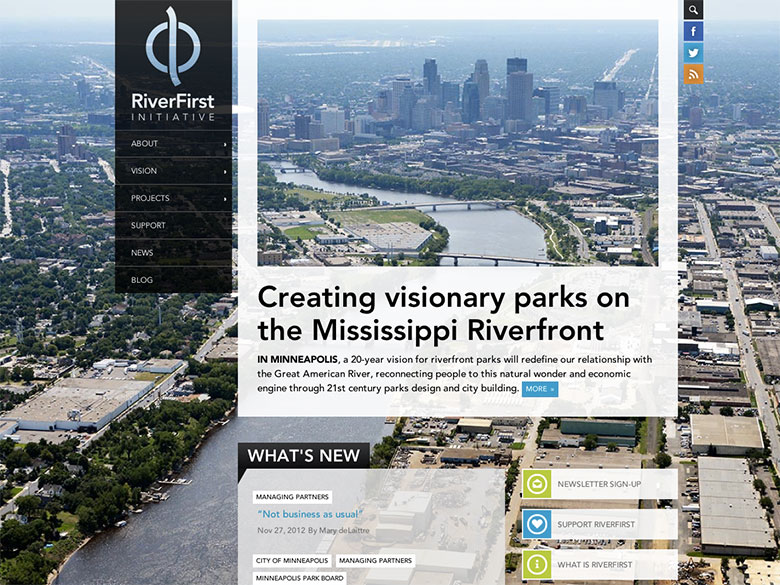 RiverFirst
INITIATIVE
ABOUT
VISION
PROJECTS
SUPPORT
NEWS
BLOG
Creating visionary parks on
the Mississippi Riverfront
IN MINNEAPOLIS, a 20-year vision for riverfront parks will redefine our relationship with
the Great American River, reconnecting people to this natural wonder and economic
engine through 21st century parks design and city building. MORE »
WHAT'S NEW
MANAGING PARTNERS
"Not business as usual"
Nov 27, 2012 By Mary deLaittre
CITY OF MINNEAPOLIS MANAGING PARTNERS
MINNEAPOLIS PARK BOARD
NEWSLETTER SIGN-UP
SUPPORT RIVERFIRST
WHAT IS RIVERFIRST